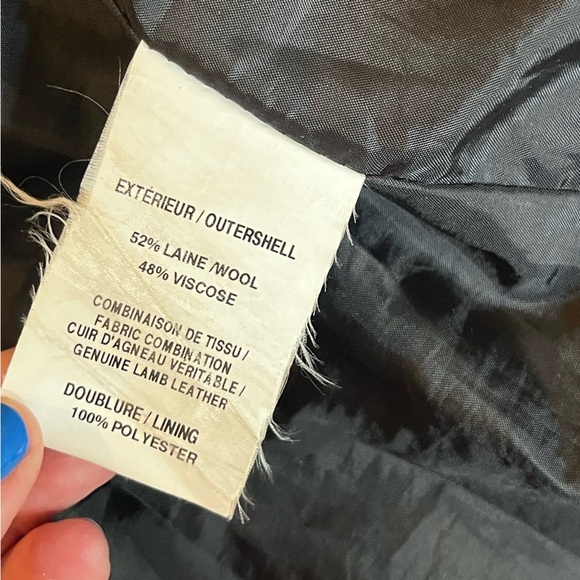 EXTÉRIEUR / OUTERSHELL
52% LAINE /WOOL
48% VISCOSE
COMBINAISON DE TISSU /
FABRIC COMBINATION
CUIR D'AGNEAU VERITABLE /
GENUINE LAMB LEATHER
DOUBLURE / LINING
100% POLYESTER